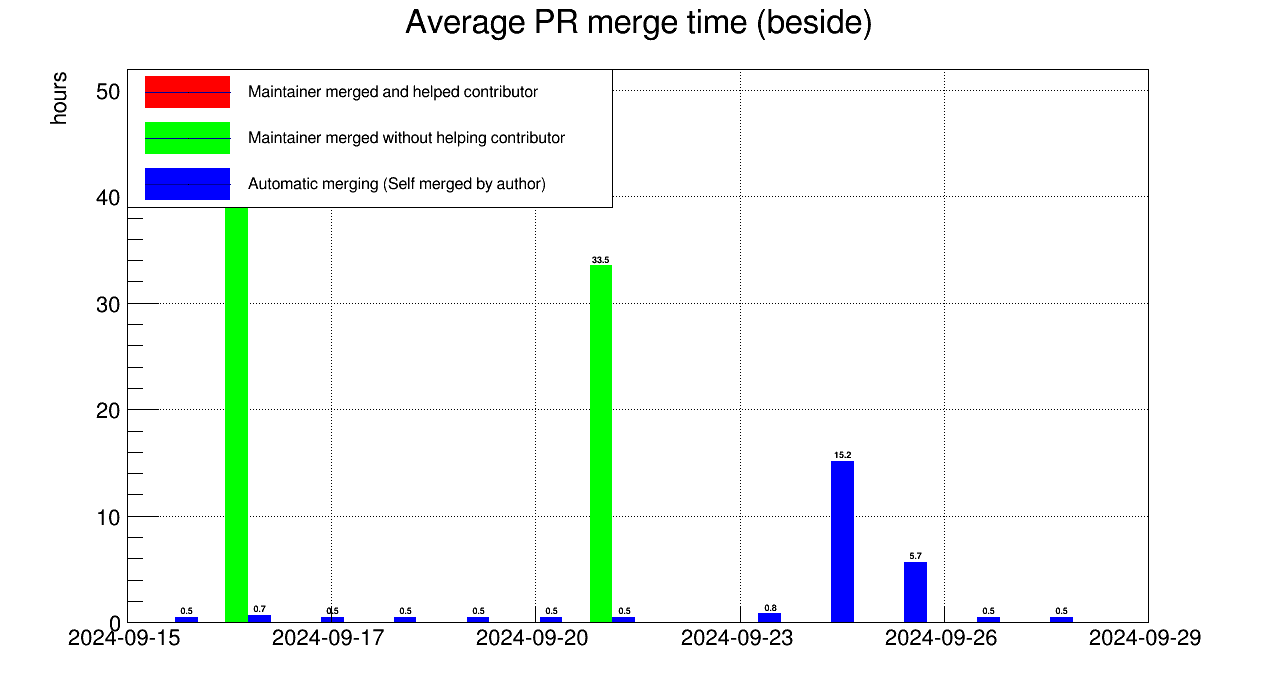 Average PR merge time (beside)
hours
50
40
30
20
10
0
Maintainer merged and helped contributor
Maintainer merged without helping contributor
Automatic merging (Self merged by author)
33.5
15.2
5.7
0.5 0.7 0.5 0.5 0.5 0.5 0.5 0.8 0.5 0.5
2024-09-15 2024-09-17 2024-09-20 2024-09-23 2024-09-26 2024-09-29